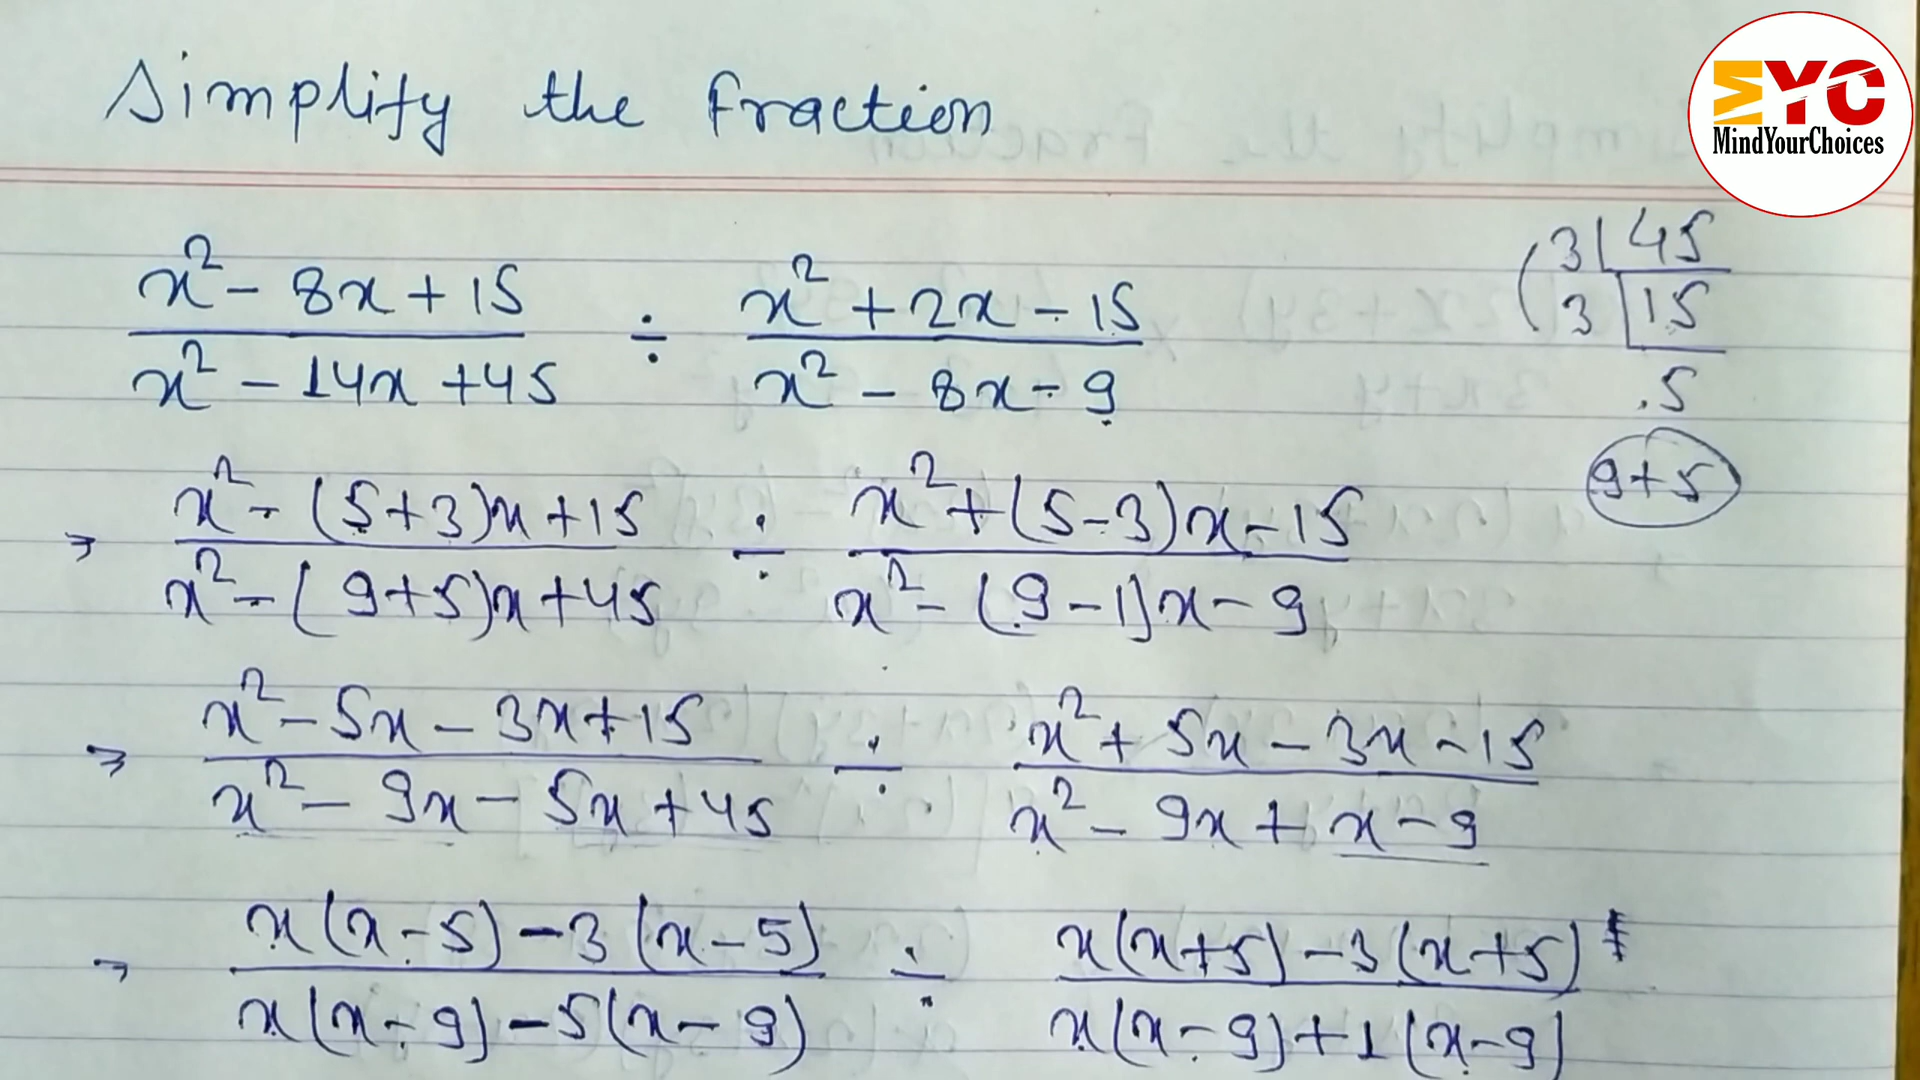 Simplify the fraction
MYC
MindYourChoices
x² - 8x + 15 / x² - 14x + 45 ÷ x² + 2x - 15 / x² - 8x - 9
3 | 45
3 | 15
5
9+5
⇒ x² - (5+3)x + 15 / x² - (9+5)x + 45 ÷ x² + (5-3)x - 15 / x² - (9-1)x - 9
⇒ x² - 5x - 3x + 15 / x² - 9x - 5x + 45 ÷ x² + 5x - 3x - 15 / x² - 9x + x - 9
⇒ x(x-5) - 3(x-5) / x(x-9) - 5(x-9) ÷ x(x+5) - 3(x+5) / x(x-9) + 1(x-9)